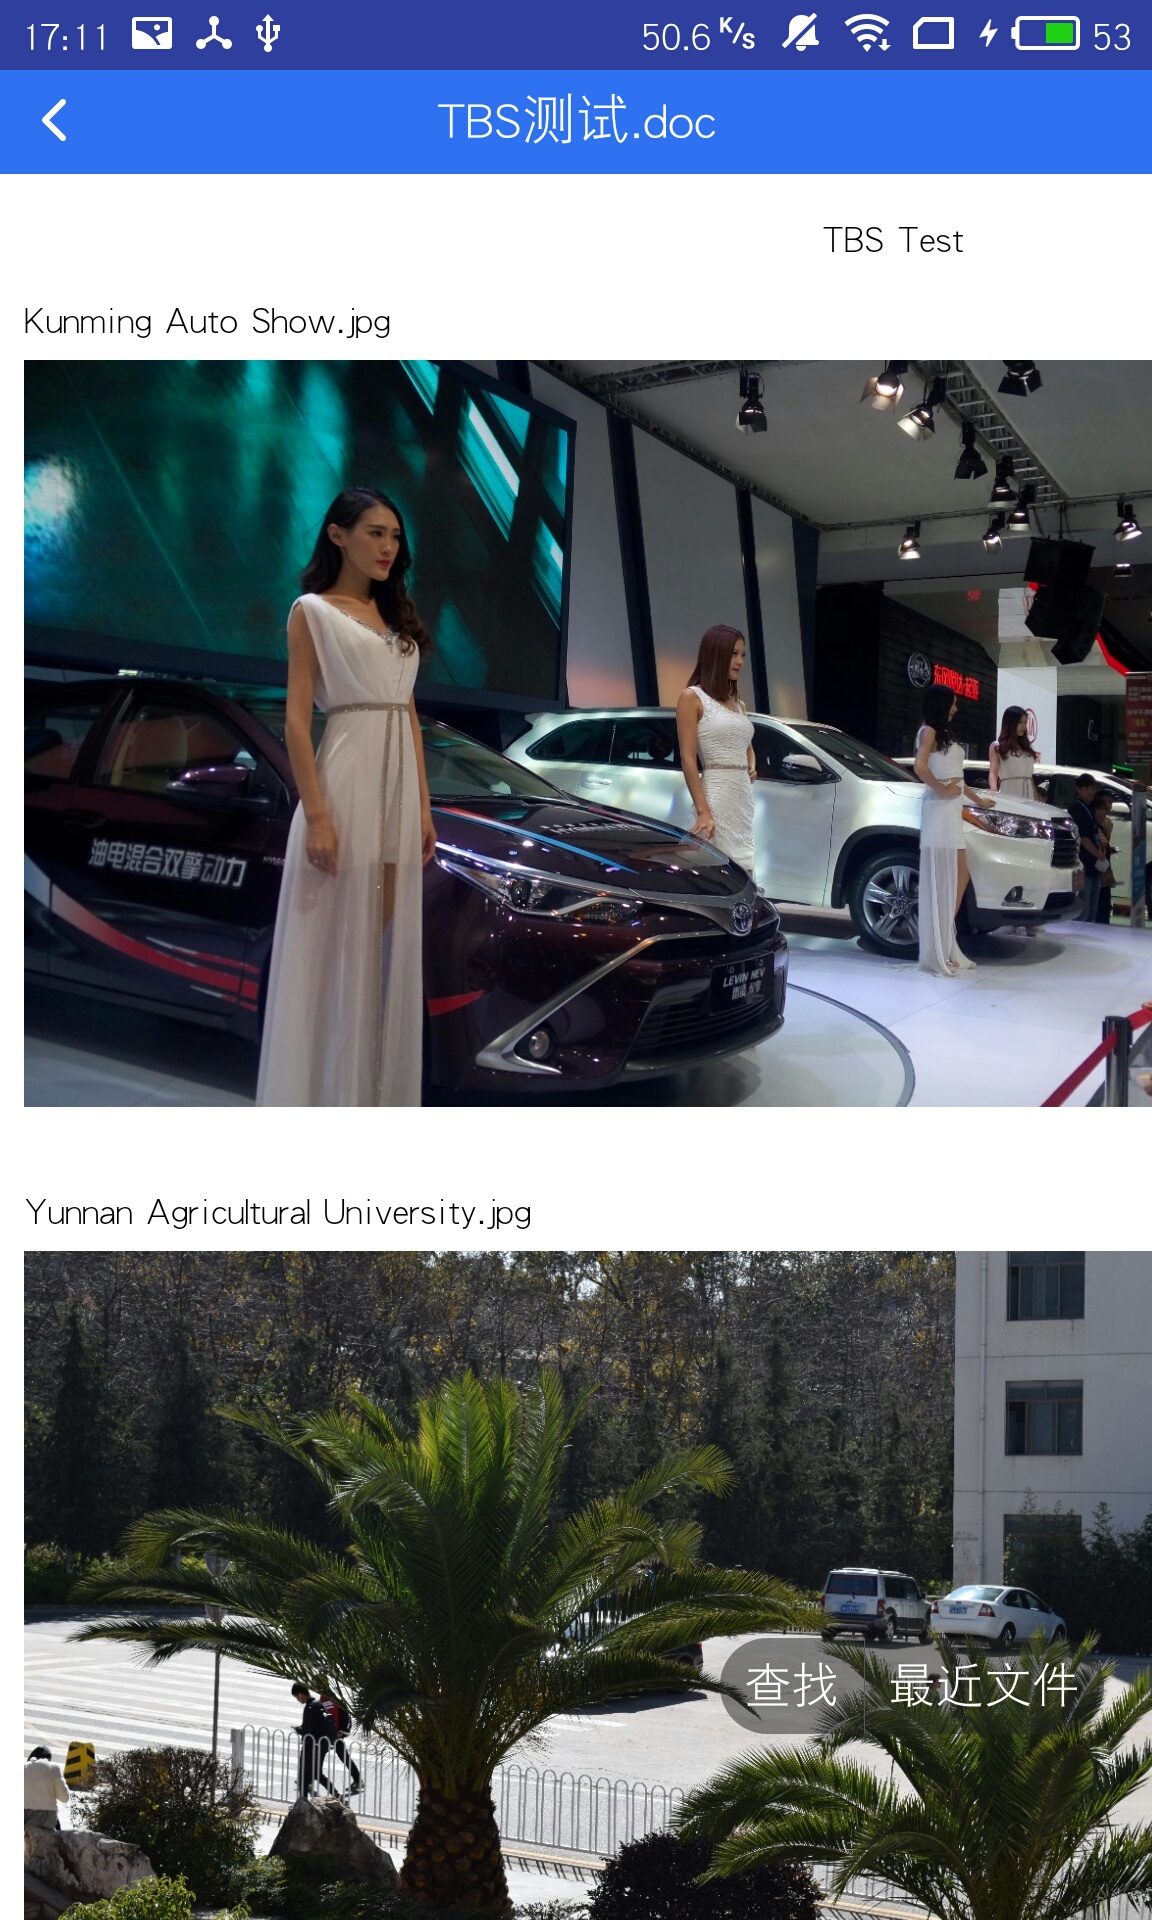 17:11
50.6 K/s
53
TBS测试.doc
TBS Test
Kunming Auto Show.jpg
油电混合双擎动力
LEVIN HEV
Yunnan Agricultural University.jpg
查找
最近文件